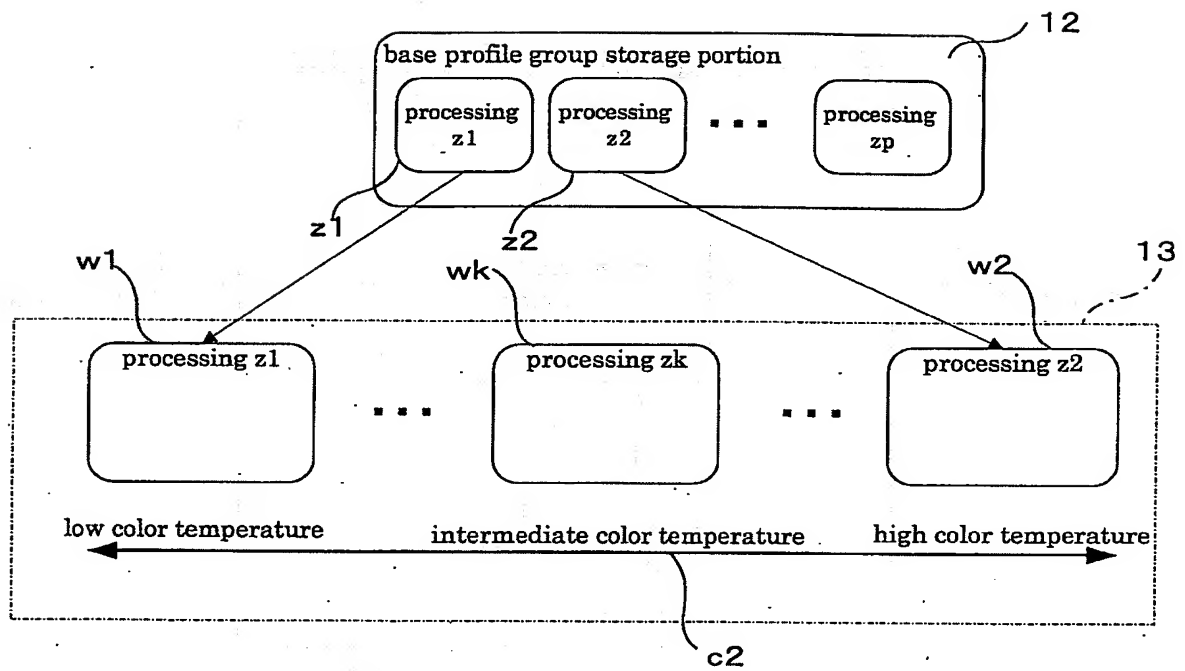 12
base profile group storage portion
processing
z1
processing
z2
processing
zp
z1
z2
w1
wk
w2
13
processing z1
processing zk
processing z2
low color temperature
intermediate color temperature
high color temperature
c2